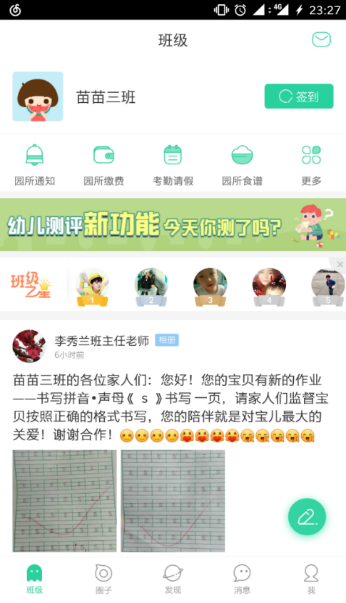 4G 23:27
班级
苗苗三班
签到
园所通知 园所缴费 考勤请假 园所食谱 更多
幼儿测评新功能 今天你测了吗?
班级之星
1 2 3 4 5
李秀兰班主任老师 相册
6小时前
苗苗三班的各位家人们：您好！您的宝贝有新的作业
——书写拼音•声母《 s 》书写一页，请家人们监督宝
贝按照正确的格式书写，您的陪伴就是对宝儿最大的
关爱！谢谢合作！
班级 圈子 发现 消息 我